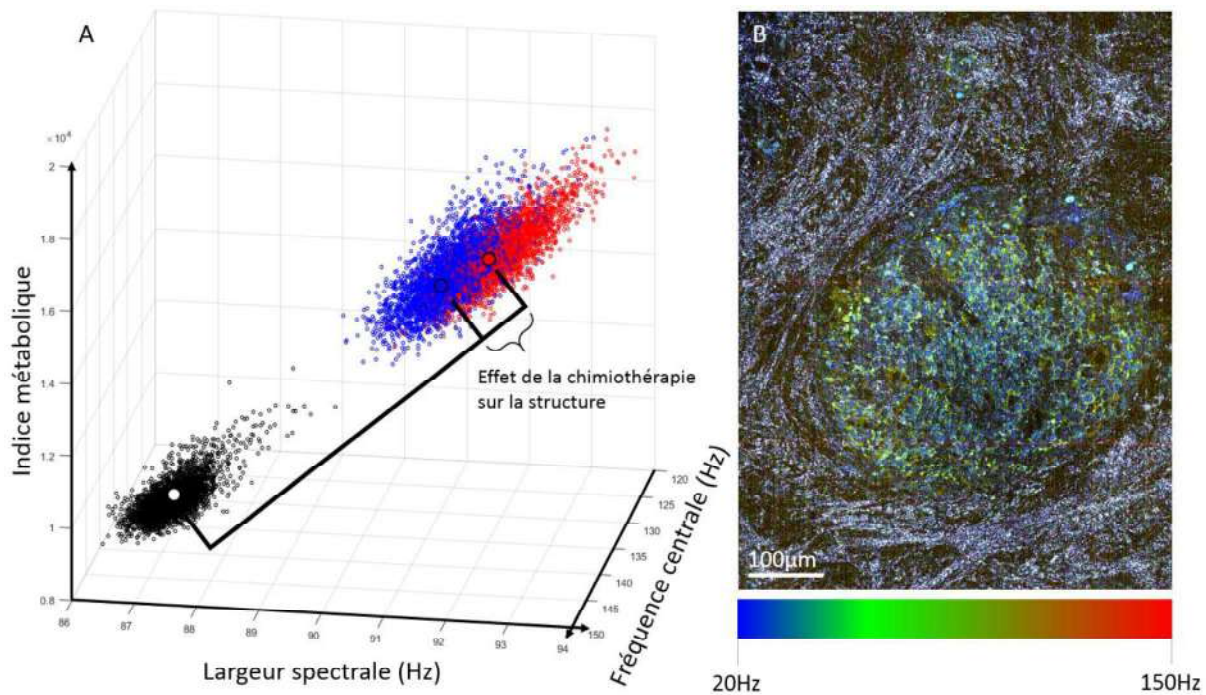 A
× 10⁴
2
1.8
1.6
1.4
1.2
1
0.8
Indice métabolique
86
87
88
89
90
91
92
93
94
Largeur spectrale (Hz)
120
125
130
135
140
145
150
Fréquence centrale (Hz)
Effet de la chimiothérapie
sur la structure
B
100µm
20Hz
150Hz